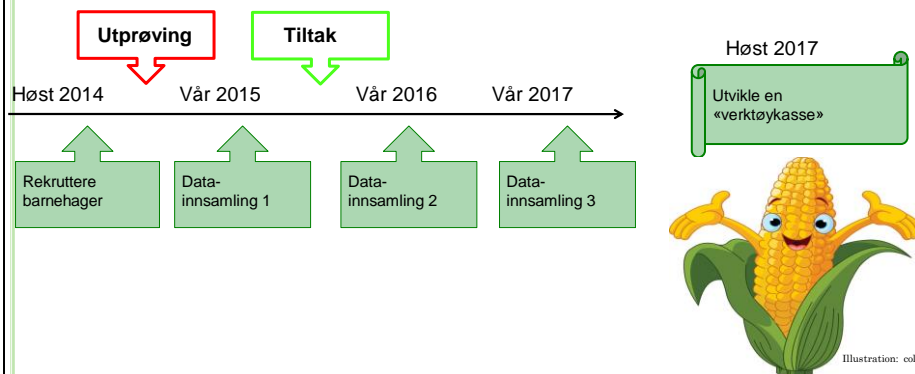 Utprøving
Tiltak
Høst 2014
Vår 2015
Vår 2016
Vår 2017
Høst 2017
Utvikle en
«verktøykasse»
Rekruttere
barnehager
Data-
innsamling 1
Data-
innsamling 2
Data-
innsamling 3
Illustration: